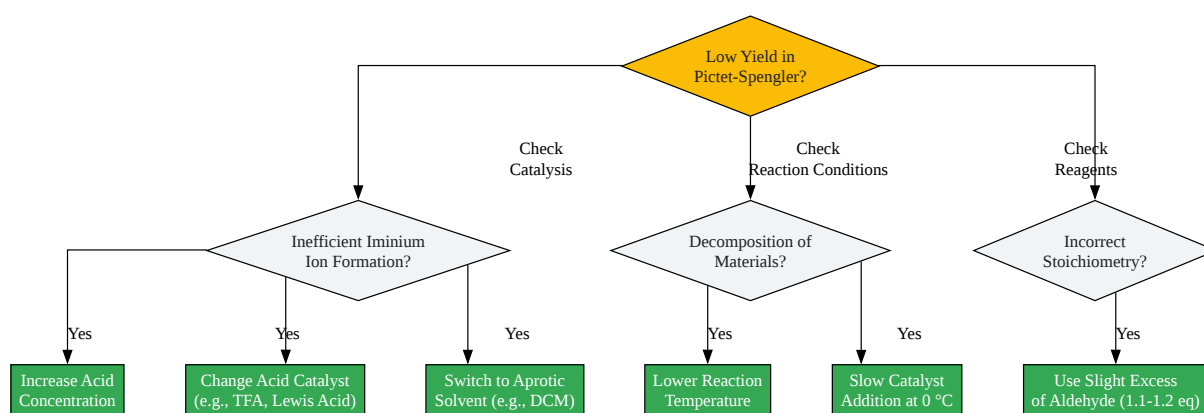 Low Yield in
Pictet-Spengler?
Check
Catalysis
Check
Reaction Conditions
Check
Reagents
Inefficient Iminium
Ion Formation?
Decomposition of
Materials?
Incorrect
Stoichiometry?
Yes
Yes
Yes
Yes
Yes
Yes
Increase Acid
Concentration
Change Acid Catalyst
(e.g., TFA, Lewis Acid)
Switch to Aprotic
Solvent (e.g., DCM)
Lower Reaction
Temperature
Slow Catalyst
Addition at 0 °C
Use Slight Excess
of Aldehyde (1.1-1.2 eq)